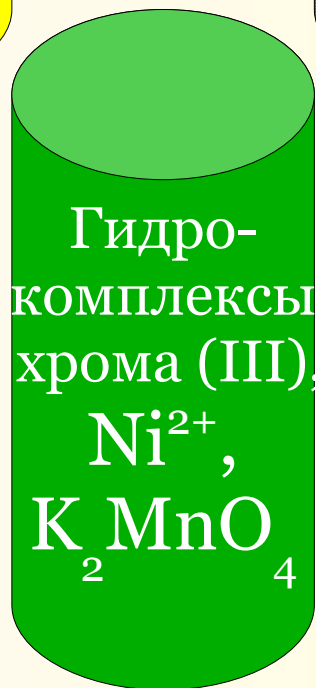 Гидро-
комплексы
хрома (III),
Ni²⁺,
K₂MnO₄